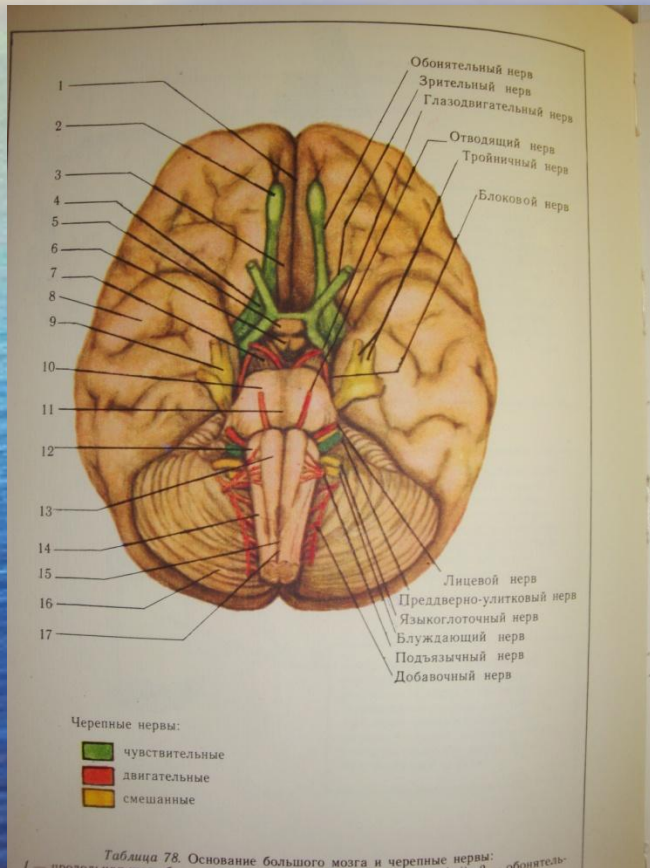 1
2
3
4
5
6
7
8
9
10
11
12
13
14
15
16
17
Обонятельный нерв
Зрительный нерв
Глазодвигательный нерв
Отводящий нерв
Тройничный нерв
Блоковой нерв
Лицевой нерв
Преддверно-улитковый нерв
Языкоглоточный нерв
Блуждающий нерв
Подъязычный нерв
Добавочный нерв
Черепные нервы:
чувствительные
двигательные
смешанные
Таблица 78. Основание большого мозга и черепные нервы:
обонятель-